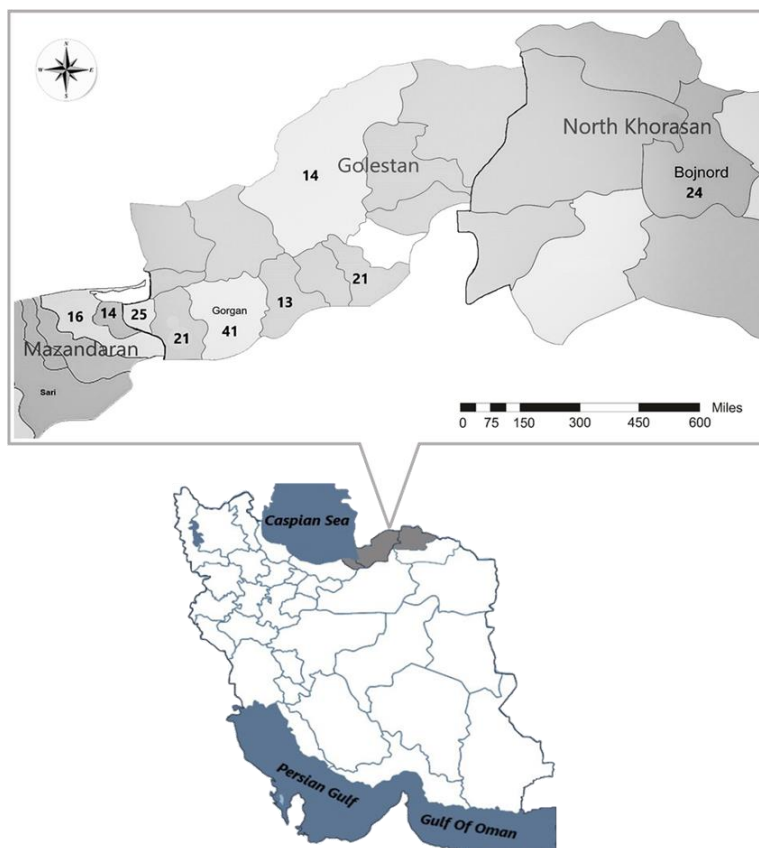 N
W E
S
North Khorasan
Golestan
14
Bojnord
24
21
13
Gorgan
41
16
14
25
21
Mazandaran
Sari
Miles
0 75 150 300 450 600
Caspian Sea
Persian Gulf
Gulf Of Oman